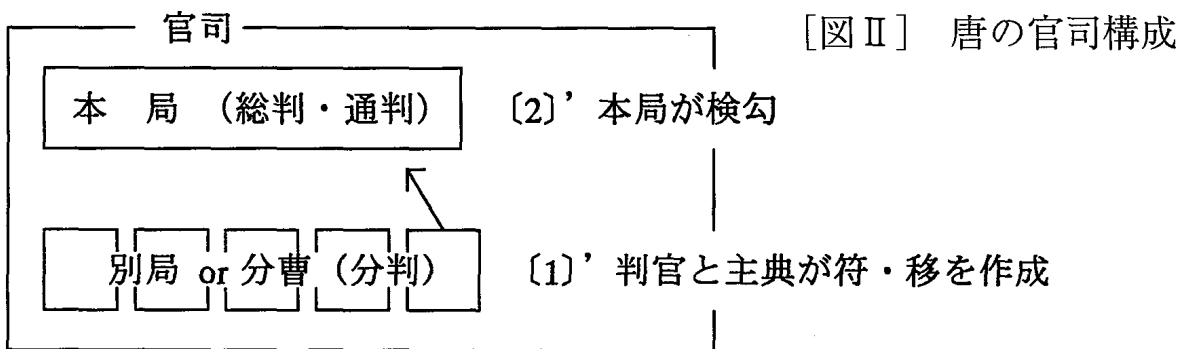 官司
[図Ⅱ] 唐の官司構成
本 局 (総判・通判)
〔2〕’ 本局が検勾
別局 or 分曹 (分判)
〔1〕’ 判官と主典が符・移を作成